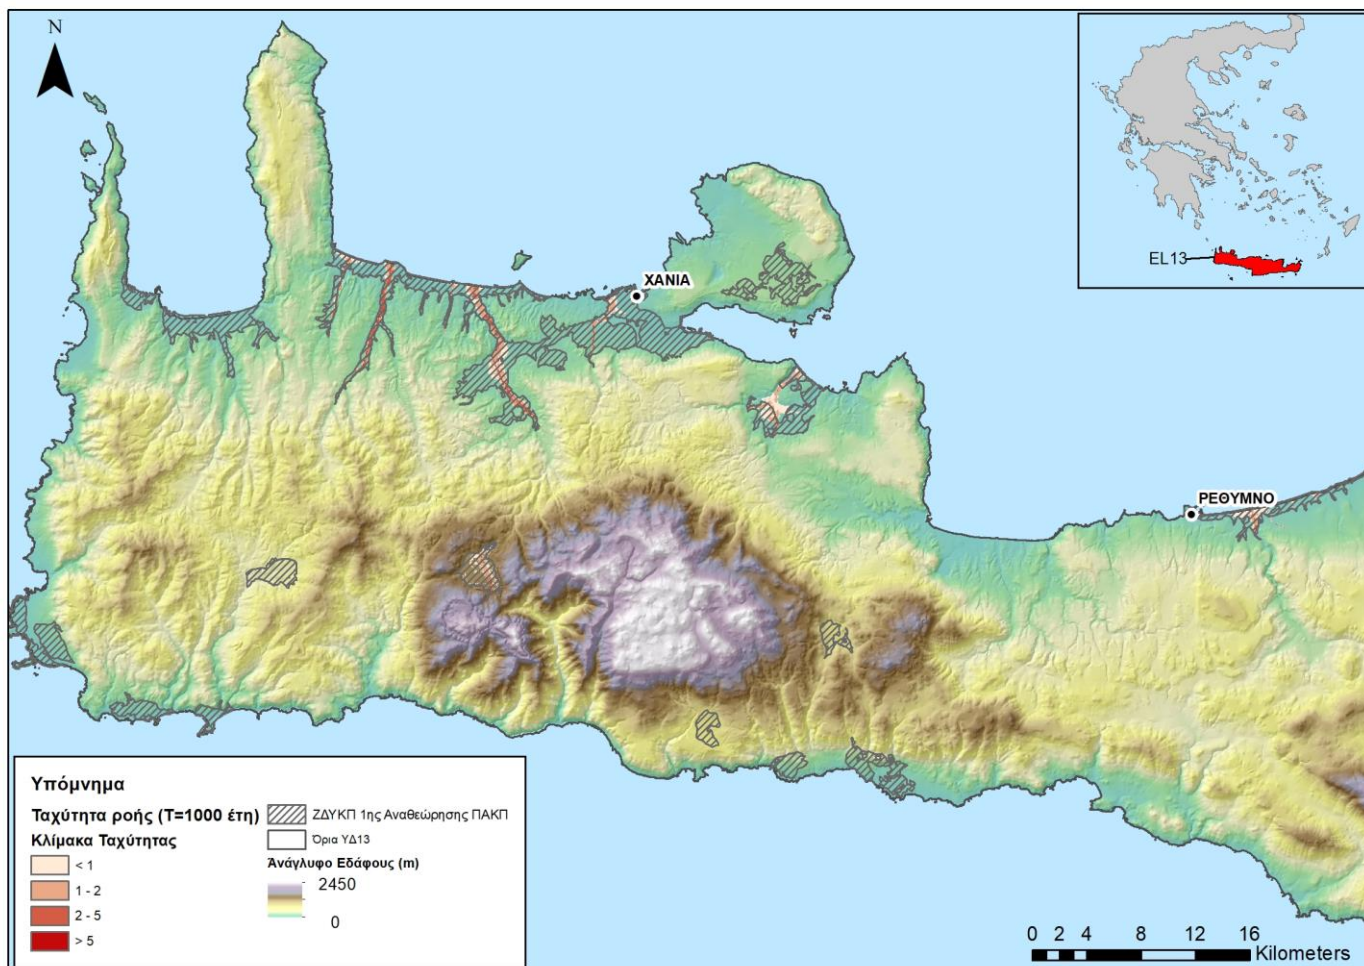 N
EL13
ΧΑΝΙΑ
ΡΕΘΥΜΝΟ
Υπόμνημα
Ταχύτητα ροής (Τ=1000 έτη)
Κλίμακα Ταχύτητας
< 1
1 - 2
2 - 5
> 5
ΖΔΥΚΠ 1ης Αναθεώρησης ΠΑΚΠ
Όρια ΥΔ13
Άνάγλυφο Εδάφους (m)
2450
0
0 2 4 8 12 16
Kilometers